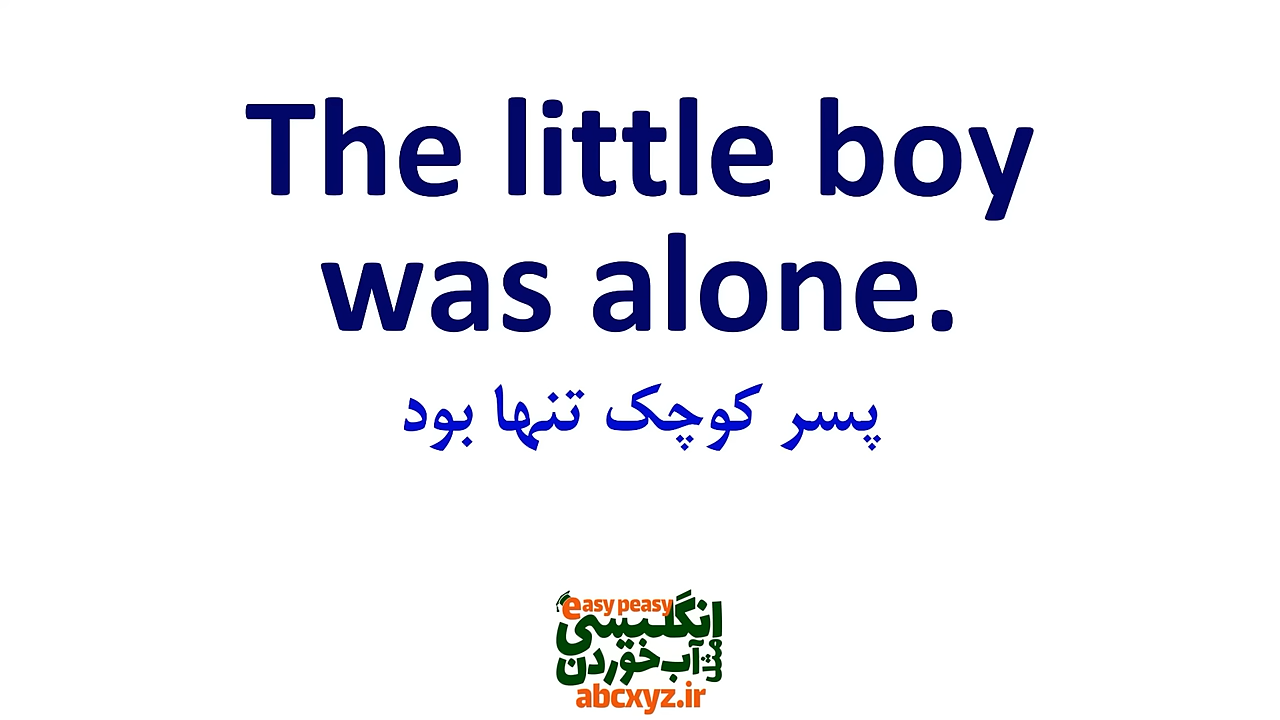 The little boy
was alone.
پسر کوچک تنها بود
easy peasy
انگلیسی
مثل آب خوردن
abcxyz.ir